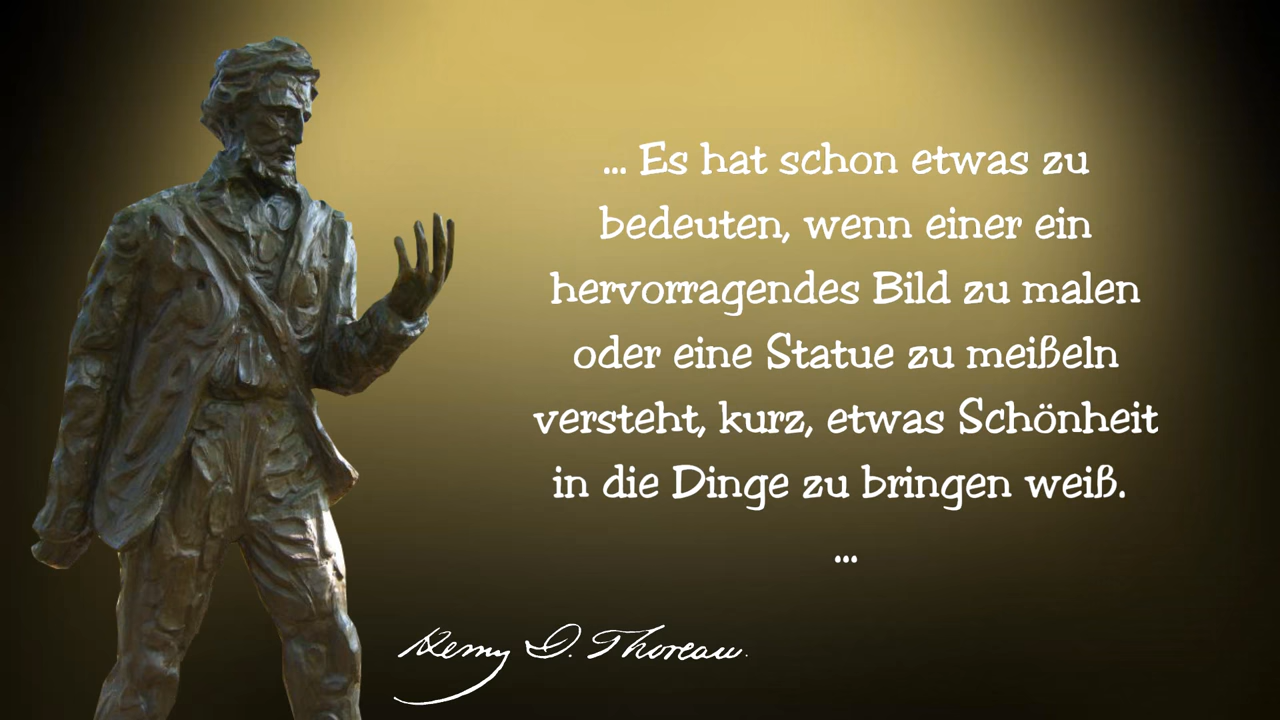 ... Es hat schon etwas zu
bedeuten, wenn einer ein
hervorragendes Bild zu malen
oder eine Statue zu meißeln
versteht, kurz, etwas Schönheit
in die Dinge zu bringen weiß.
...
Henry D. Thoreau.